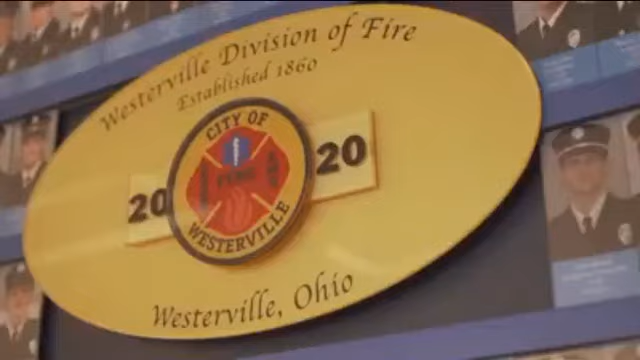 Westerville Division of Fire
Established 1860
CITY OF
FIRE
20 20
WESTERVILLE
Westerville, Ohio